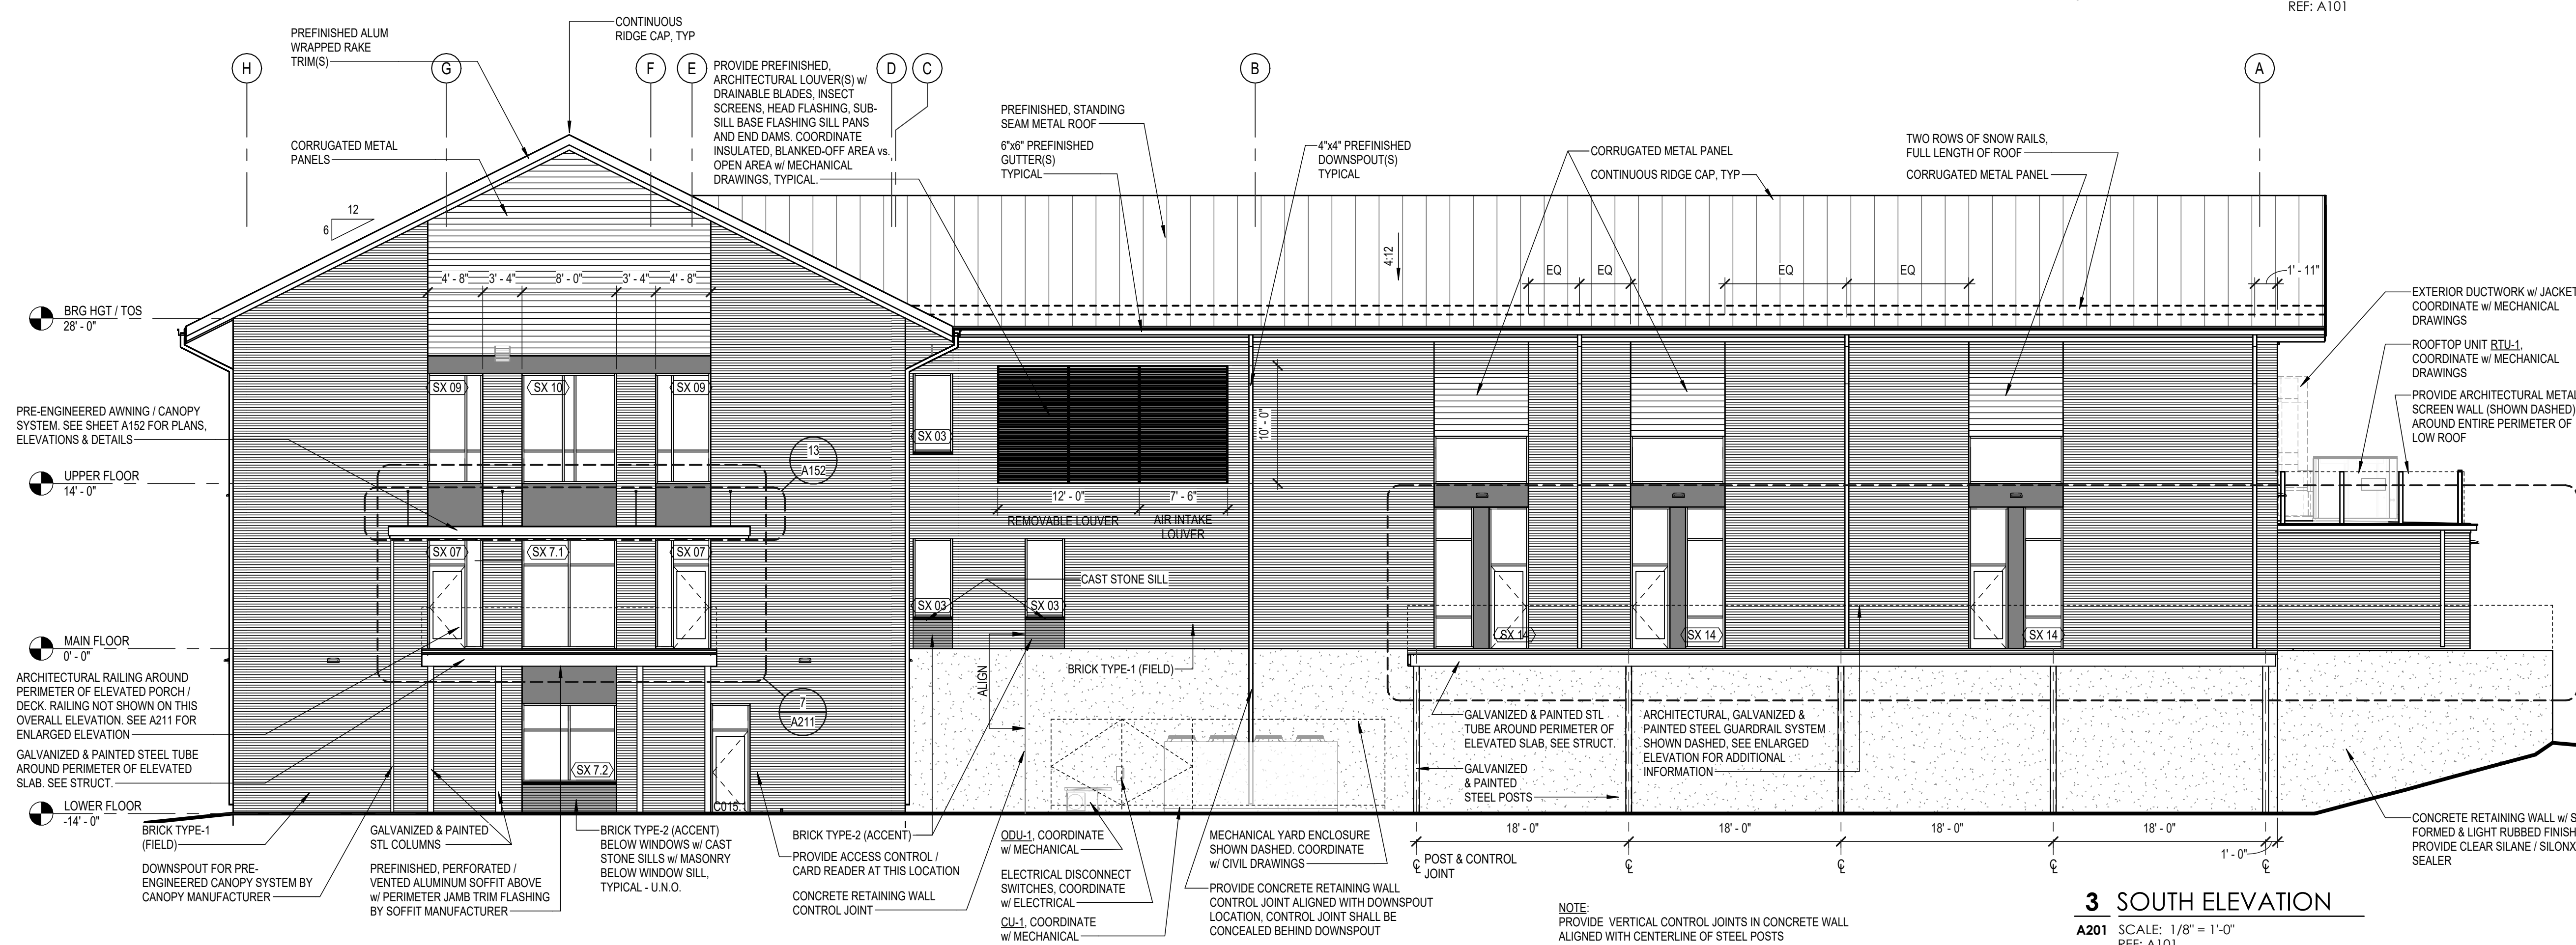 REF: A101
PREFINISHED ALUM
WRAPPED RAKE
TRIM(S)
CONTINUOUS
RIDGE CAP, TYP
H
G
F
E
D
C
B
A
PROVIDE PREFINISHED,
ARCHITECTURAL LOUVER(S) w/
DRAINABLE BLADES, INSECT
SCREENS, HEAD FLASHING, SUB-
SILL BASE FLASHING SILL PANS
AND END DAMS. COORDINATE
INSULATED, BLANKED-OFF AREA vs.
OPEN AREA w/ MECHANICAL
DRAWINGS, TYPICAL.
CORRUGATED METAL
PANELS
PREFINISHED, STANDING
SEAM METAL ROOF
6"x6" PREFINISHED
GUTTER(S)
TYPICAL
4"x4" PREFINISHED
DOWNSPOUT(S)
TYPICAL
CORRUGATED METAL PANEL
CONTINUOUS RIDGE CAP, TYP
TWO ROWS OF SNOW RAILS,
FULL LENGTH OF ROOF
CORRUGATED METAL PANEL
12
6
4' - 8"
3' - 4"
8' - 0"
3' - 4"
4' - 8"
4:12
EQ
EQ
EQ
EQ
1' - 11"
BRG HGT / TOS
28' - 0"
EXTERIOR DUCTWORK w/ JACKET
COORDINATE w/ MECHANICAL
DRAWINGS
ROOFTOP UNIT RTU-1,
COORDINATE w/ MECHANICAL
DRAWINGS
PROVIDE ARCHITECTURAL METAL
SCREEN WALL (SHOWN DASHED)
AROUND ENTIRE PERIMETER OF
LOW ROOF
SX 09
SX 10
SX 09
PRE-ENGINEERED AWNING / CANOPY
SYSTEM. SEE SHEET A152 FOR PLANS,
ELEVATIONS & DETAILS
SX 03
10' - 0"
13
A152
UPPER FLOOR
14' - 0"
12' - 0"
7' - 6"
REMOVABLE LOUVER
AIR INTAKE
LOUVER
SX 07
SX 7.1
SX 07
CAST STONE SILL
SX 03
SX 03
SX 14
SX 14
SX 14
MAIN FLOOR
0' - 0"
ALIGN
BRICK TYPE-1 (FIELD)
ARCHITECTURAL RAILING AROUND
PERIMETER OF ELEVATED PORCH /
DECK. RAILING NOT SHOWN ON THIS
OVERALL ELEVATION. SEE A211 FOR
ENLARGED ELEVATION
7
A211
GALVANIZED & PAINTED STL
TUBE AROUND PERIMETER OF
ELEVATED SLAB, SEE STRUCT.
ARCHITECTURAL, GALVANIZED &
PAINTED STEEL GUARDRAIL SYSTEM
SHOWN DASHED, SEE ENLARGED
ELEVATION FOR ADDITIONAL
INFORMATION
GALVANIZED & PAINTED STEEL TUBE
AROUND PERIMETER OF ELEVATED
SLAB. SEE STRUCT.
GALVANIZED
& PAINTED
STEEL POSTS
SX 7.2
C015.
LOWER FLOOR
-14' - 0"
BRICK TYPE-1
(FIELD)
DOWNSPOUT FOR PRE-
ENGINEERED CANOPY SYSTEM BY
CANOPY MANUFACTURER
GALVANIZED & PAINTED
STL COLUMNS
PREFINISHED, PERFORATED /
VENTED ALUMINUM SOFFIT ABOVE
w/ PERIMETER JAMB TRIM FLASHING
BY SOFFIT MANUFACTURER
BRICK TYPE-2 (ACCENT)
BELOW WINDOWS w/ CAST
STONE SILLS w/ MASONRY
BELOW WINDOW SILL,
TYPICAL - U.N.O.
BRICK TYPE-2 (ACCENT)
PROVIDE ACCESS CONTROL /
CARD READER AT THIS LOCATION
CONCRETE RETAINING WALL
CONTROL JOINT
ODU-1, COORDINATE
w/ MECHANICAL
ELECTRICAL DISCONNECT
SWITCHES, COORDINATE
w/ ELECTRICAL
CU-1, COORDINATE
w/ MECHANICAL
MECHANICAL YARD ENCLOSURE
SHOWN DASHED. COORDINATE
w/ CIVIL DRAWINGS
PROVIDE CONCRETE RETAINING WALL
CONTROL JOINT ALIGNED WITH DOWNSPOUT
LOCATION, CONTROL JOINT SHALL BE
CONCEALED BEHIND DOWNSPOUT
18' - 0"
18' - 0"
18' - 0"
18' - 0"
1' - 0"
POST & CONTROL
JOINT
CONCRETE RETAINING WALL w/ S
FORMED & LIGHT RUBBED FINISH
PROVIDE CLEAR SILANE / SILONX
SEALER
NOTE:
PROVIDE VERTICAL CONTROL JOINTS IN CONCRETE WALL
ALIGNED WITH CENTERLINE OF STEEL POSTS
3 SOUTH ELEVATION
A201 SCALE: 1/8" = 1'-0"
REF: A101